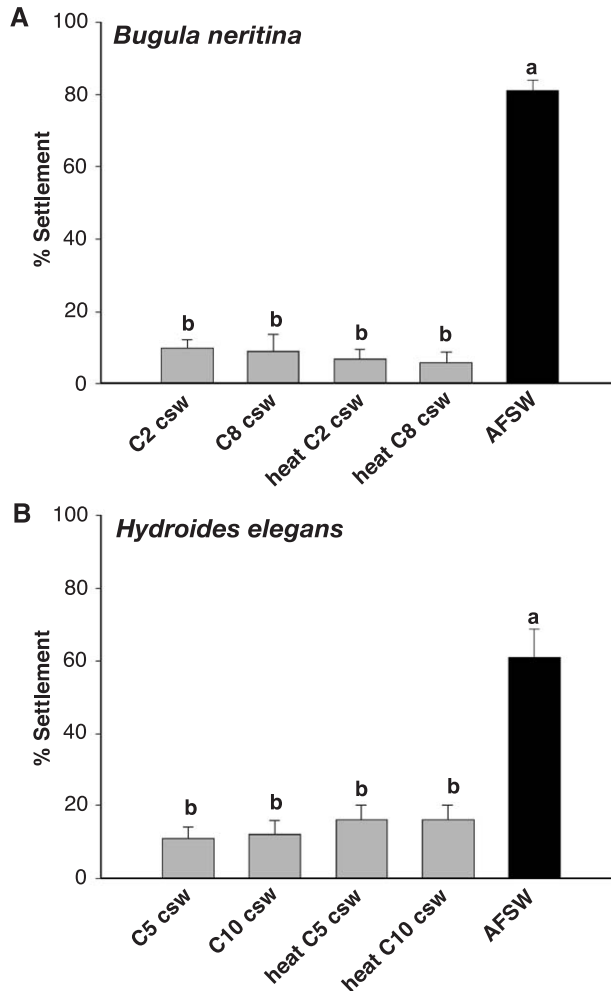 A
Bugula neritina
% Settlement
100
80
60
40
20
0
b
b
b
b
a
C2 csw
C8 csw
heat C2 csw
heat C8 csw
AFSW
B
Hydroides elegans
% Settlement
100
80
60
40
20
0
b
b
b
b
a
C5 csw
C10 csw
heat C5 csw
heat C10 csw
AFSW